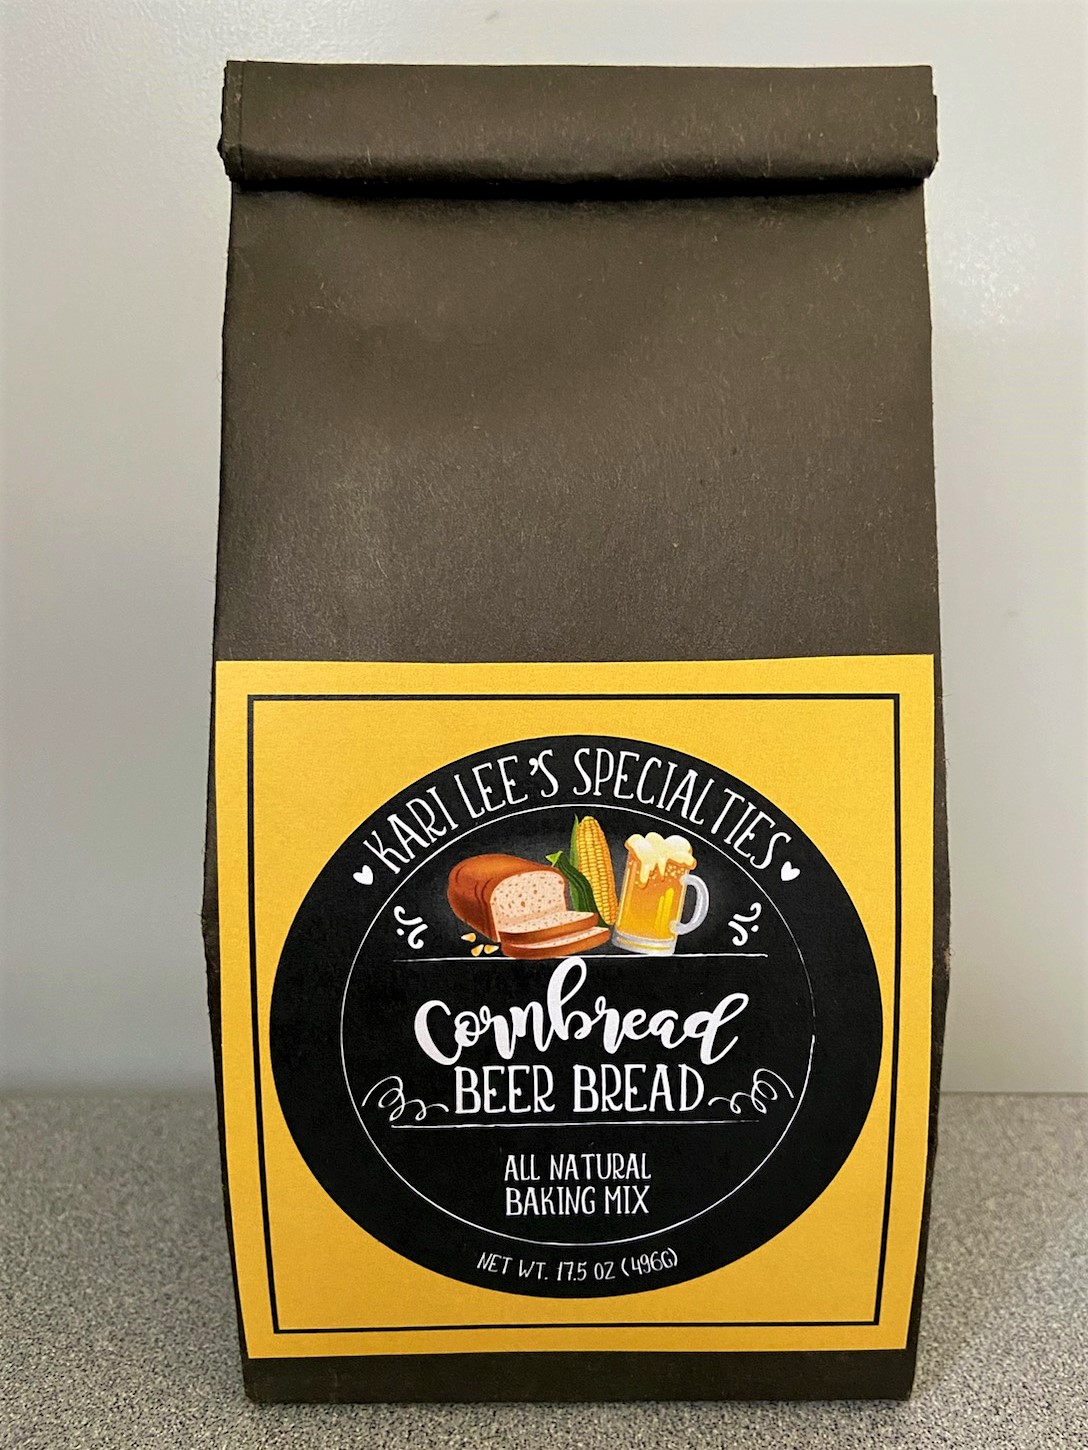 KARI LEE'S SPECIALTIES
Cornbread
BEER BREAD
ALL NATURAL
BAKING MIX
NET WT. 17.5 OZ (496G)